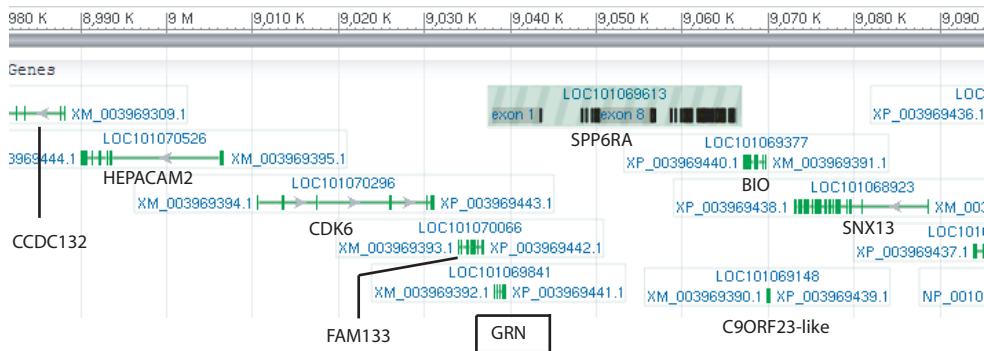 980 K 8,990 K 9 M 9,010 K 9,020 K 9,030 K 9,040 K 9,050 K 9,060 K 9,070 K 9,080 K 9,090
Genes
LOC101069613 LOC
XM_003969309.1 exon 1 exon 8 XP_003969436.1
LOC101070526 SPP6RA LOC101069377
3969444.1 XM_003969395.1 XP_003969440.1 XM_003969391.1
HEPACAM2 LOC101070296 BIO LOC101068923
XM_003969394.1 XP_003969443.1 XP_003969438.1 XM_003
CCDC132 CDK6 LOC101070066 SNX13 LOC101
XM_003969393.1 XP_003969442.1 XP_003969437.1
LOC101069841 LOC101069148
XM_003969392.1 XP_003969441.1 XM_003969390.1 XP_003969439.1 NP_0010
FAM133 GRN C9ORF23-like